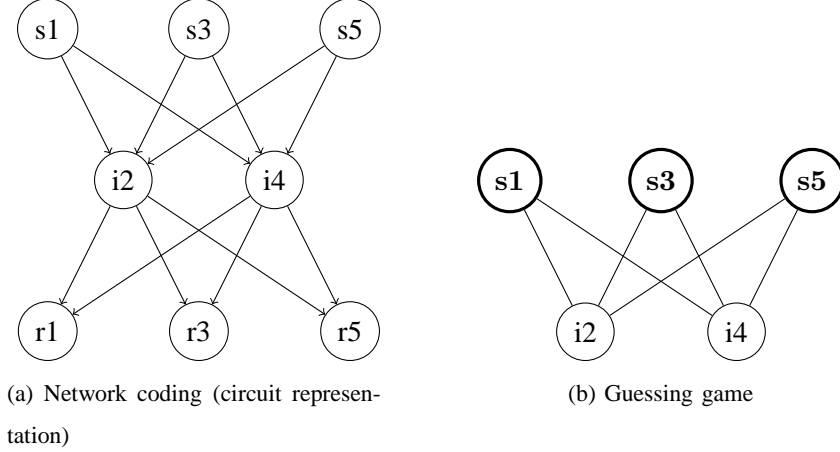 s1 s3 s5
i2 i4
s1 s3 s5
r1 r3 r5
i2 i4
(a) Network coding (circuit represen-
tation)
(b) Guessing game